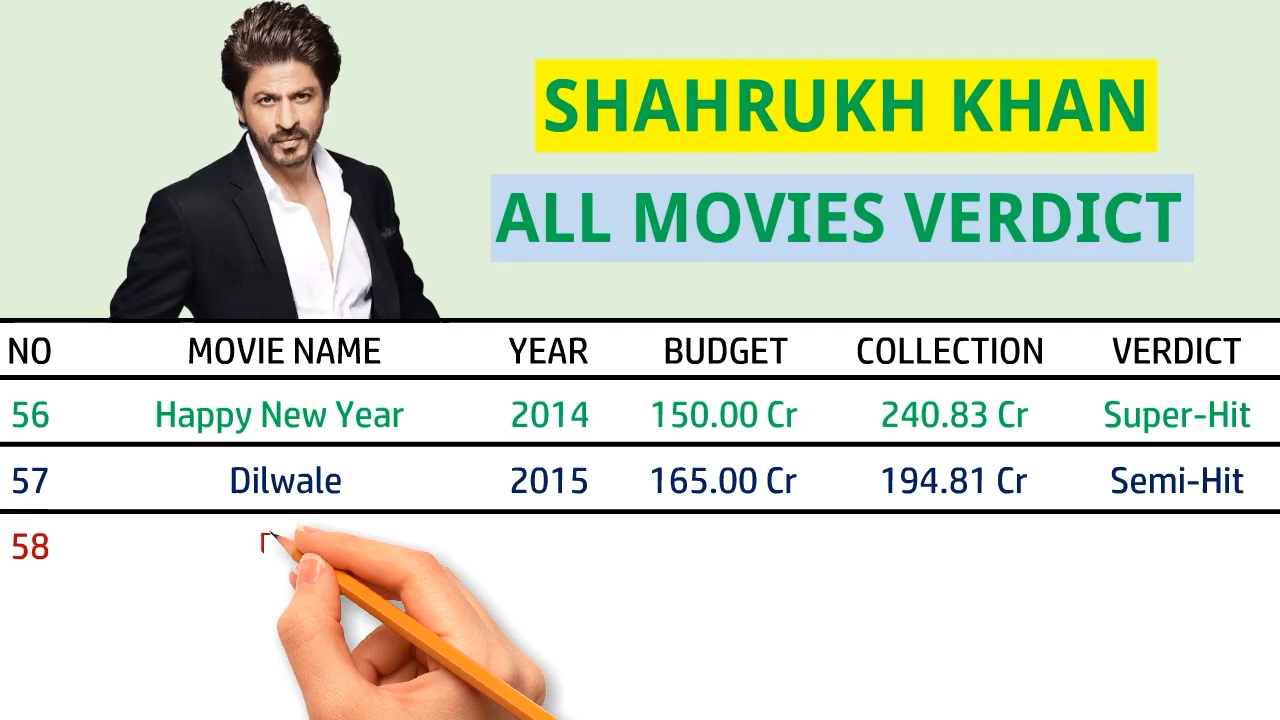 SHAHRUKH KHAN
ALL MOVIES VERDICT
NO MOVIE NAME YEAR BUDGET COLLECTION VERDICT
56 Happy New Year 2014 150.00 Cr 240.83 Cr Super-Hit
57 Dilwale 2015 165.00 Cr 194.81 Cr Semi-Hit
58